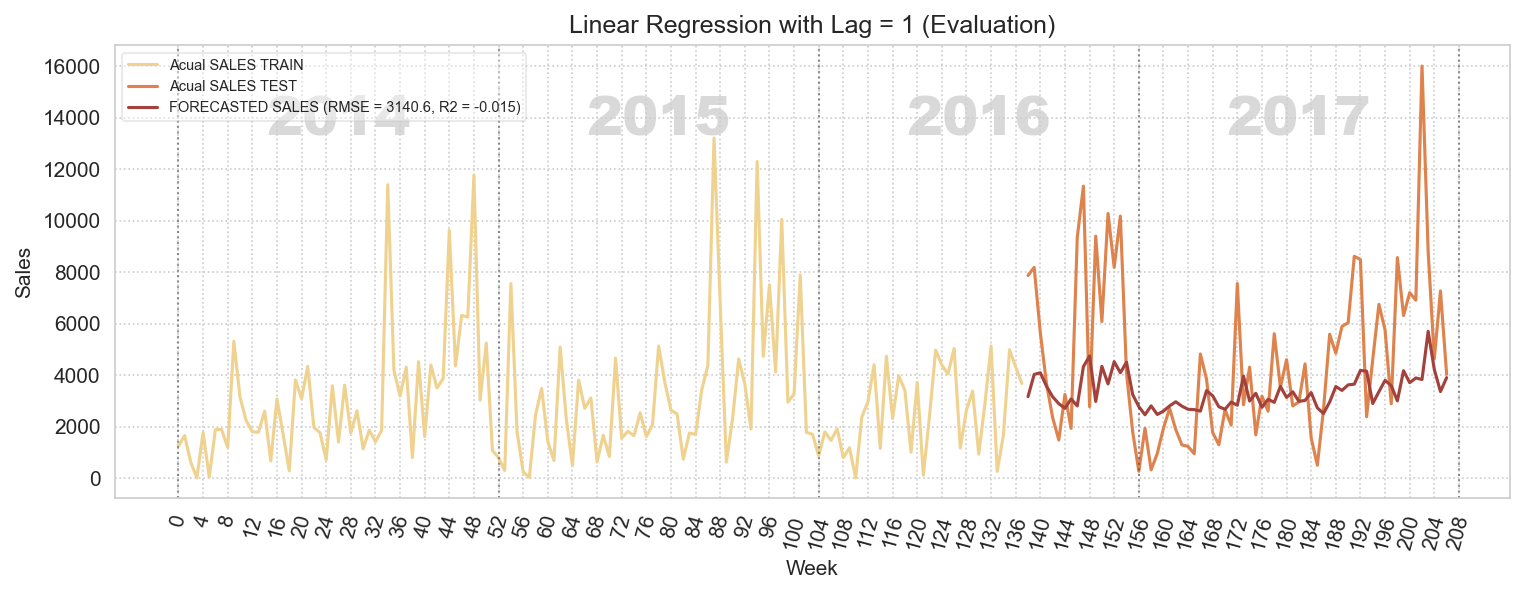 Linear Regression with Lag = 1 (Evaluation)
Acual SALES TRAIN
Acual SALES TEST
FORECASTED SALES (RMSE = 3140.6, R2 = -0.015)
2014 2015 2016 2017
16000
14000
12000
10000
8000
6000
4000
2000
0
Sales
0 4 8 12 16 20 24 28 32 36 40 44 48 52 56 60 64 68 72 76 80 84 88 92 96 100 104 108 112 116 120 124 128 132 136 140 144 148 152 156 160 164 168 172 176 180 184 188 192 196 200 204 208
Week